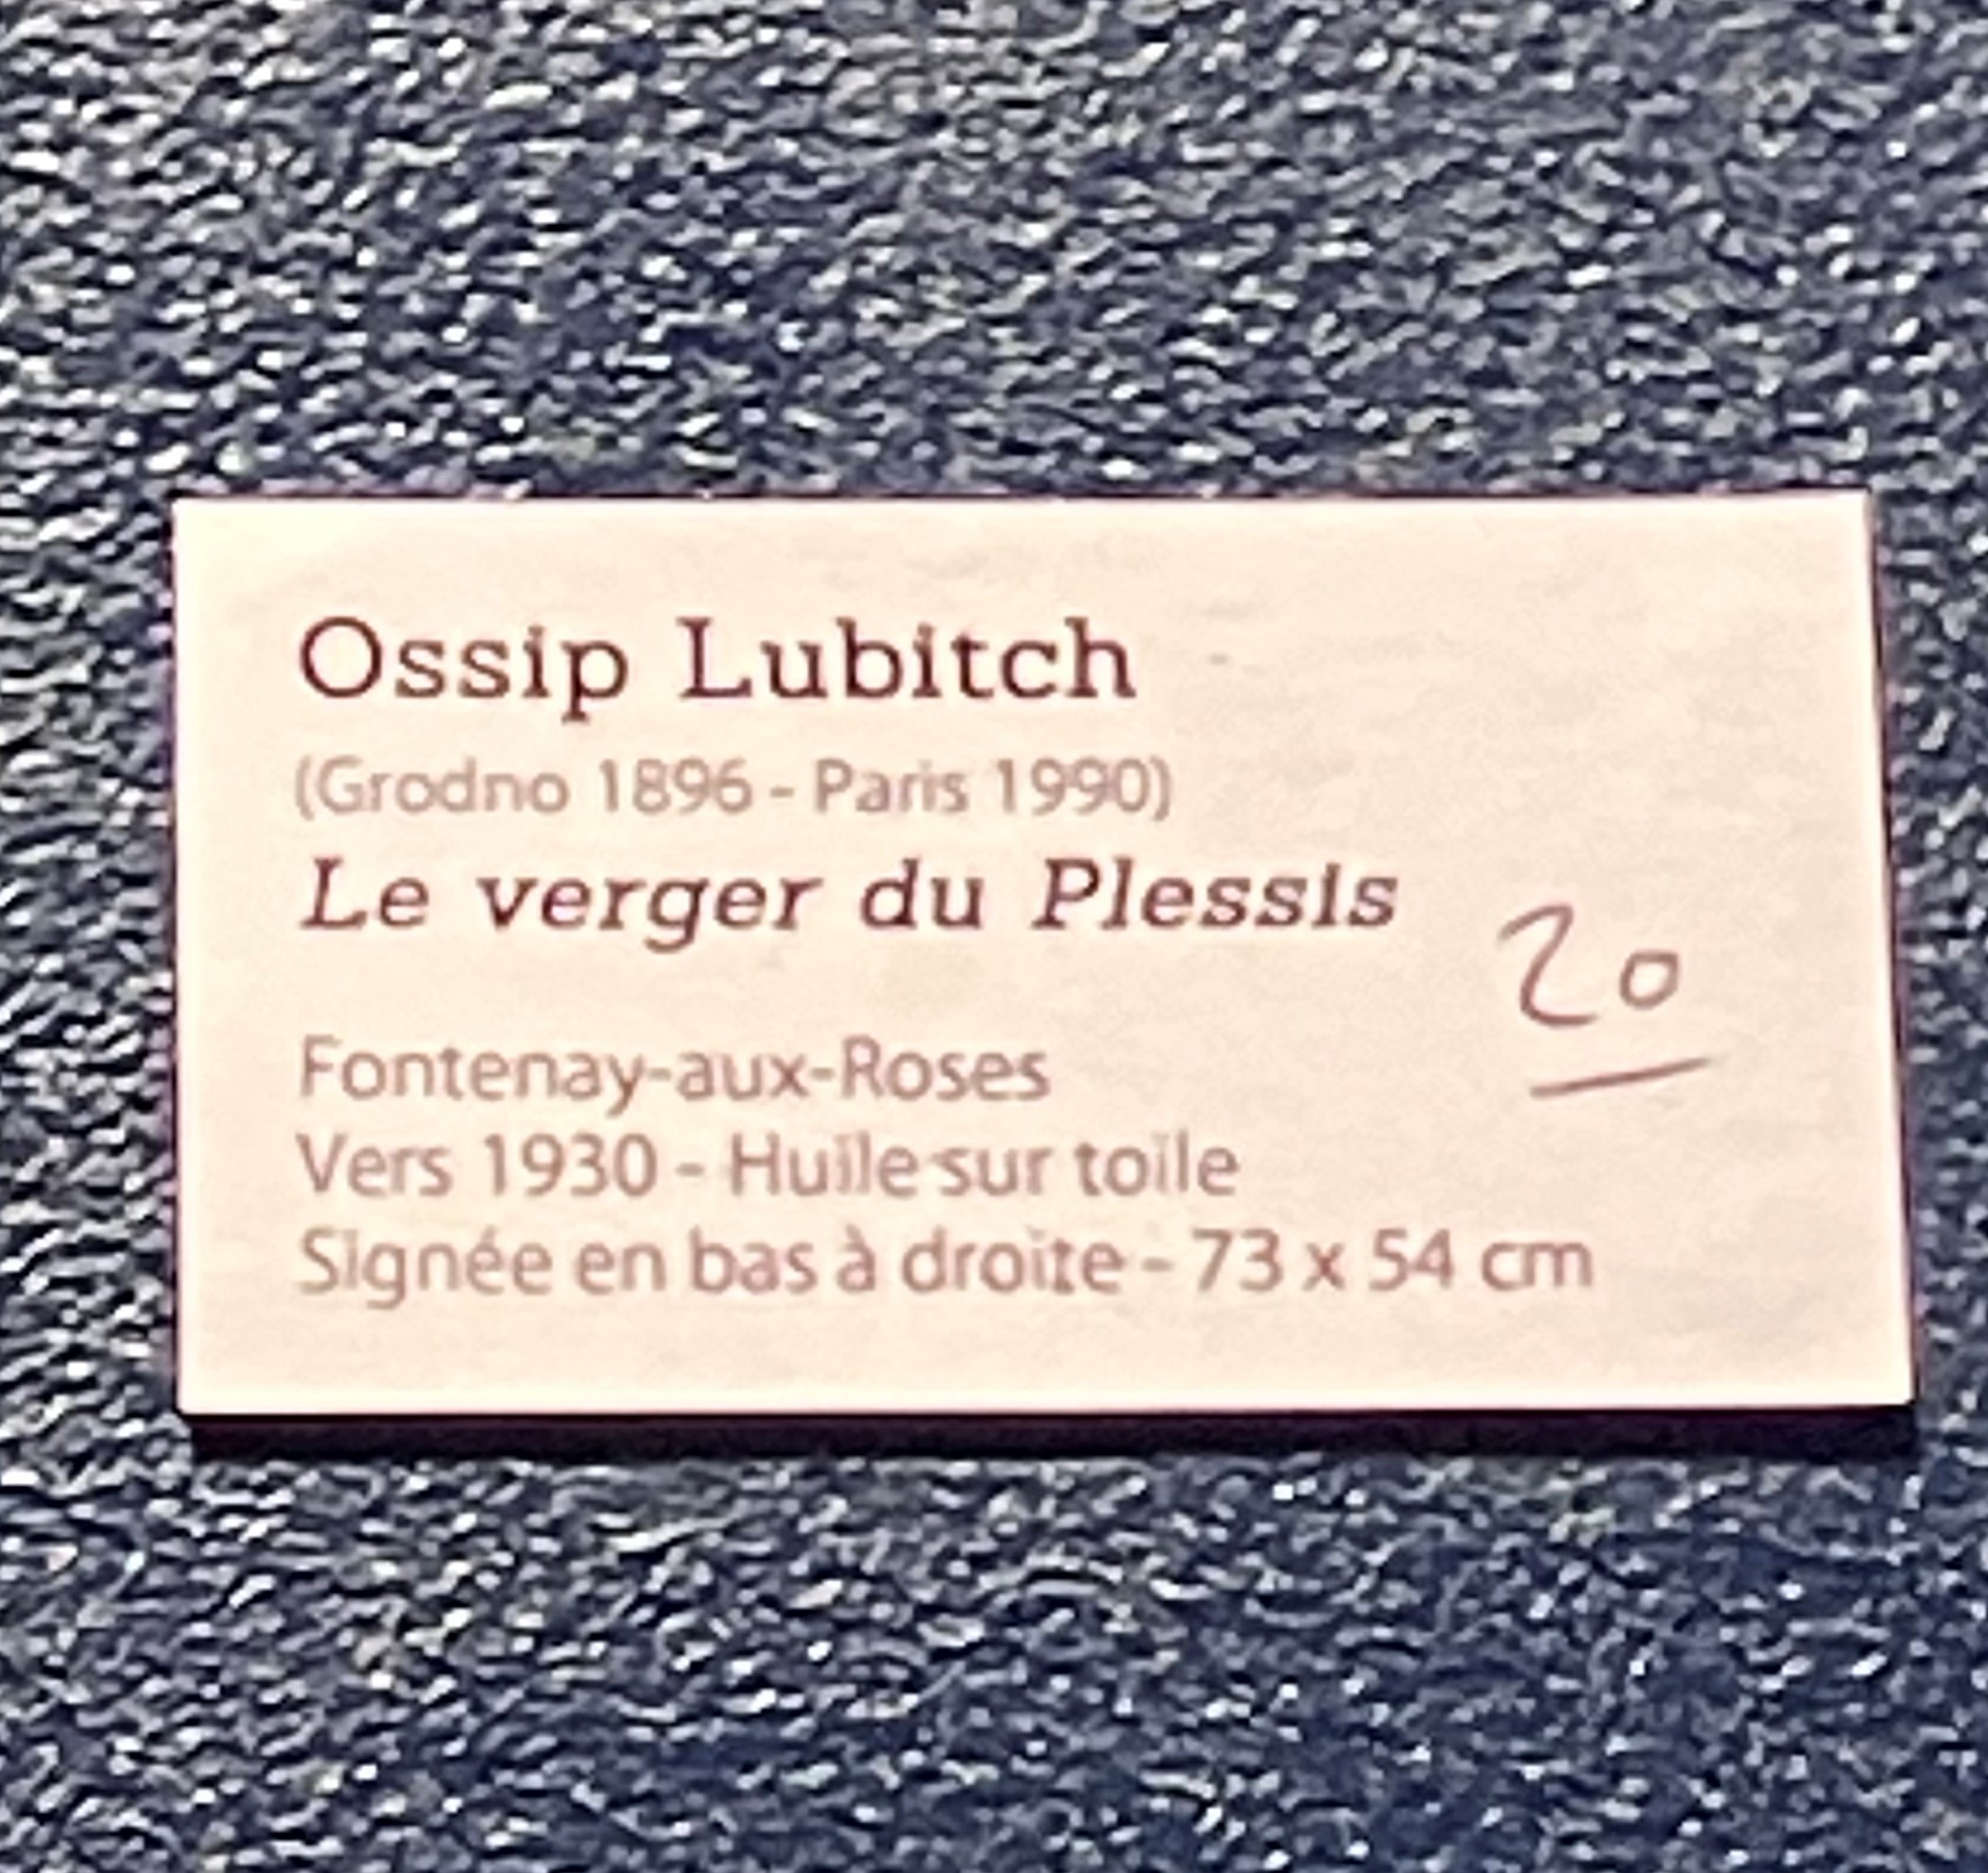 Ossip Lubitch
(Grodno 1896 - Paris 1990)
Le verger du Plessis
20
Fontenay-aux-Roses
Vers 1930 - Huile sur toile
Signée en bas à droite - 73 x 54 cm